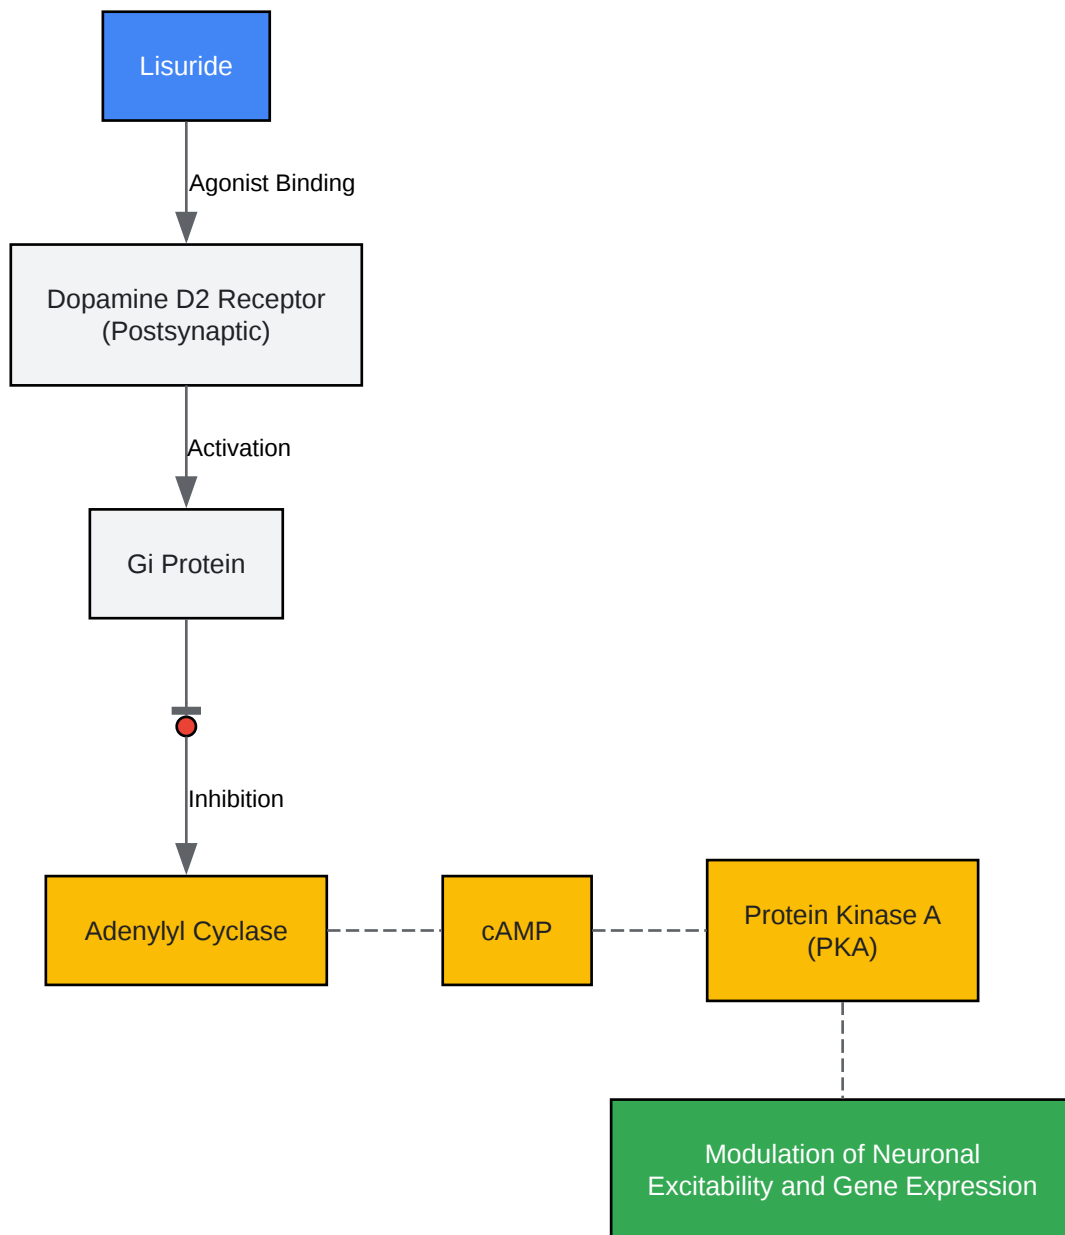 Lisuride
Agonist Binding
Dopamine D2 Receptor
(Postsynaptic)
Activation
Gi Protein
Inhibition
Adenylyl Cyclase
cAMP
Protein Kinase A
(PKA)
Modulation of Neuronal
Excitability and Gene Expression